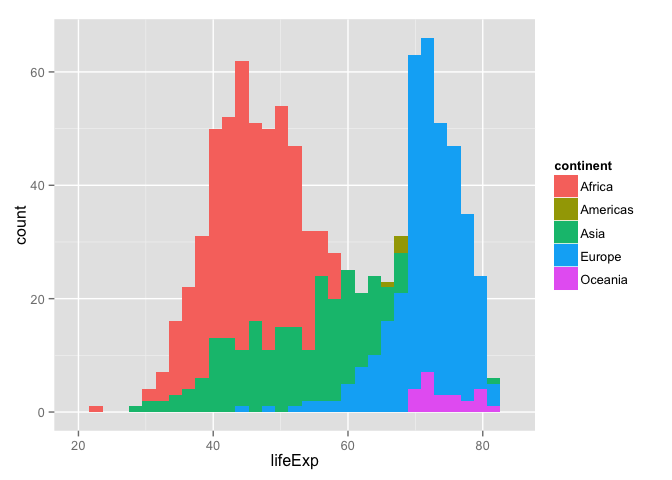 60
40
20
0
20 40 60 80
lifeExp
count
continent
Africa
Americas
Asia
Europe
Oceania